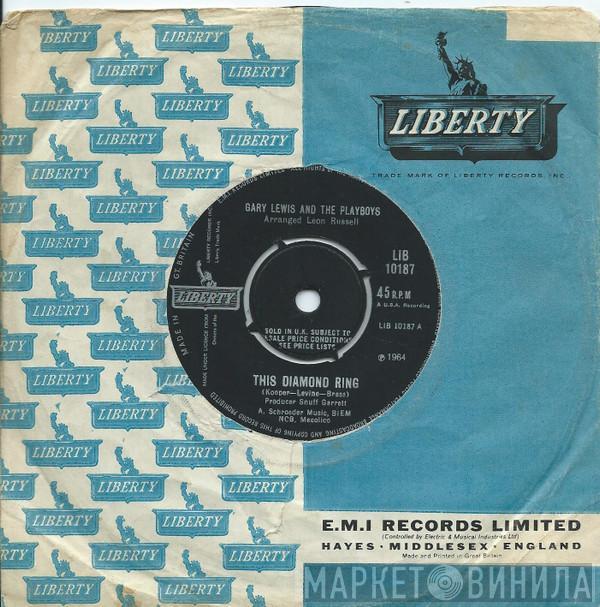 LIBERTY
TRADE MARK OF LIBERTY RECORDS, INC.
GARY LEWIS AND THE PLAYBOYS
Arranged Leon Russell
LIB
10187
45 R.P.M
A U.S.A. Recording
LIB 10187 A
℗ 1964
MADE IN GT. BRITAIN
LIBERTY
SOLD IN U.K. SUBJECT TO
SALE PRICE CONDITIONS
SEE PRICE LISTS
THIS DIAMOND RING
(Kooper—Levine—Brass)
Producer Snuff Garrett
A. Schroeder Music, BIEM
NCB, Mecolico
E.M.I RECORDS LIMITED
(Controlled by Electric & Musical Industries Ltd)
HAYES · MIDDLESEX · ENGLAND
Made and Printed in Great Britain
МАРКЕТ ВИНИЛА